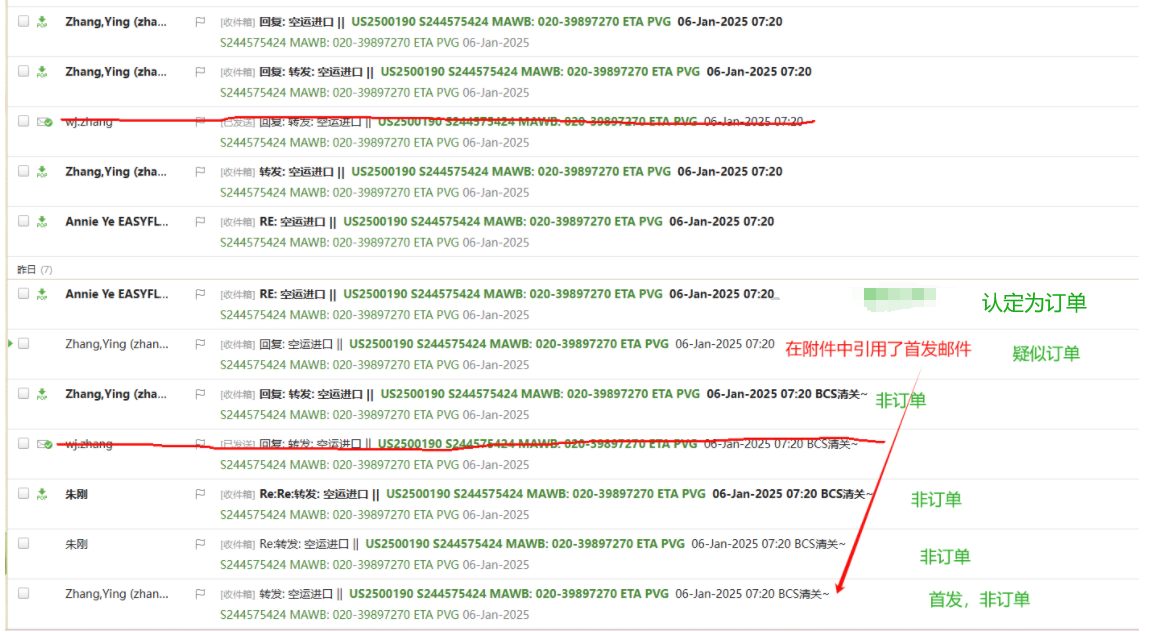 Zhang,Ying (zha... [收件箱] 回复: 空运进口 || US2500190 S244575424 MAWB: 020-39897270 ETA PVG 06-Jan-2025 07:20
S244575424 MAWB: 020-39897270 ETA PVG 06-Jan-2025
Zhang,Ying (zha... [收件箱] 回复: 转发: 空运进口 || US2500190 S244575424 MAWB: 020-39897270 ETA PVG 06-Jan-2025 07:20
S244575424 MAWB: 020-39897270 ETA PVG 06-Jan-2025
wj.zhang [已发送] 回复: 转发: 空运进口 || US2500190 S244575424 MAWB: 020-39897270 ETA PVG 06-Jan-2025 07:20
S244575424 MAWB: 020-39897270 ETA PVG 06-Jan-2025
Zhang,Ying (zha... [收件箱] 转发: 空运进口 || US2500190 S244575424 MAWB: 020-39897270 ETA PVG 06-Jan-2025 07:20
S244575424 MAWB: 020-39897270 ETA PVG 06-Jan-2025
Annie Ye EASYFL... [收件箱] RE: 空运进口 || US2500190 S244575424 MAWB: 020-39897270 ETA PVG 06-Jan-2025 07:20
S244575424 MAWB: 020-39897270 ETA PVG 06-Jan-2025
昨日 (7)
Annie Ye EASYFL... [收件箱] RE: 空运进口 || US2500190 S244575424 MAWB: 020-39897270 ETA PVG 06-Jan-2025 07:20 认定为订单
S244575424 MAWB: 020-39897270 ETA PVG 06-Jan-2025
Zhang,Ying (zhan... [收件箱] 回复: 空运进口 || US2500190 S244575424 MAWB: 020-39897270 ETA PVG 06-Jan-2025 07:20 在附件中引用了首发邮件 疑似订单
S244575424 MAWB: 020-39897270 ETA PVG 06-Jan-2025
Zhang,Ying (zha... [收件箱] 回复: 转发: 空运进口 || US2500190 S244575424 MAWB: 020-39897270 ETA PVG 06-Jan-2025 07:20 BCS清关~ 非订单
S244575424 MAWB: 020-39897270 ETA PVG 06-Jan-2025
wj.zhang [已发送] 回复: 转发: 空运进口 || US2500190 S244575424 MAWB: 020-39897270 ETA PVG 06-Jan-2025 07:20 BCS清关~
S244575424 MAWB: 020-39897270 ETA PVG 06-Jan-2025
朱刚 [收件箱] Re:Re:转发: 空运进口 || US2500190 S244575424 MAWB: 020-39897270 ETA PVG 06-Jan-2025 07:20 BCS清关~ 非订单
S244575424 MAWB: 020-39897270 ETA PVG 06-Jan-2025
朱刚 [收件箱] Re:转发: 空运进口 || US2500190 S244575424 MAWB: 020-39897270 ETA PVG 06-Jan-2025 07:20 BCS清关~ 非订单
S244575424 MAWB: 020-39897270 ETA PVG 06-Jan-2025
Zhang,Ying (zhan... [收件箱] 转发: 空运进口 || US2500190 S244575424 MAWB: 020-39897270 ETA PVG 06-Jan-2025 07:20 BCS清关~ 首发，非订单
S244575424 MAWB: 020-39897270 ETA PVG 06-Jan-2025